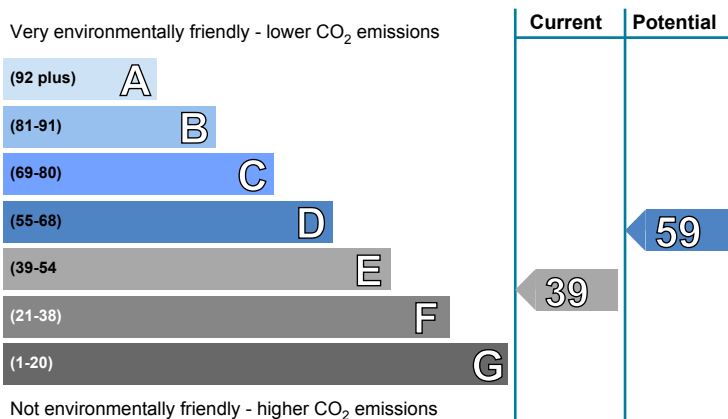 Current Potential
Very environmentally friendly - lower CO2 emissions
(92 plus) A
(81-91) B
(69-80) C
(55-68) D
59
(39-54 E
39
(21-38) F
(1-20) G
Not environmentally friendly - higher CO2 emissions